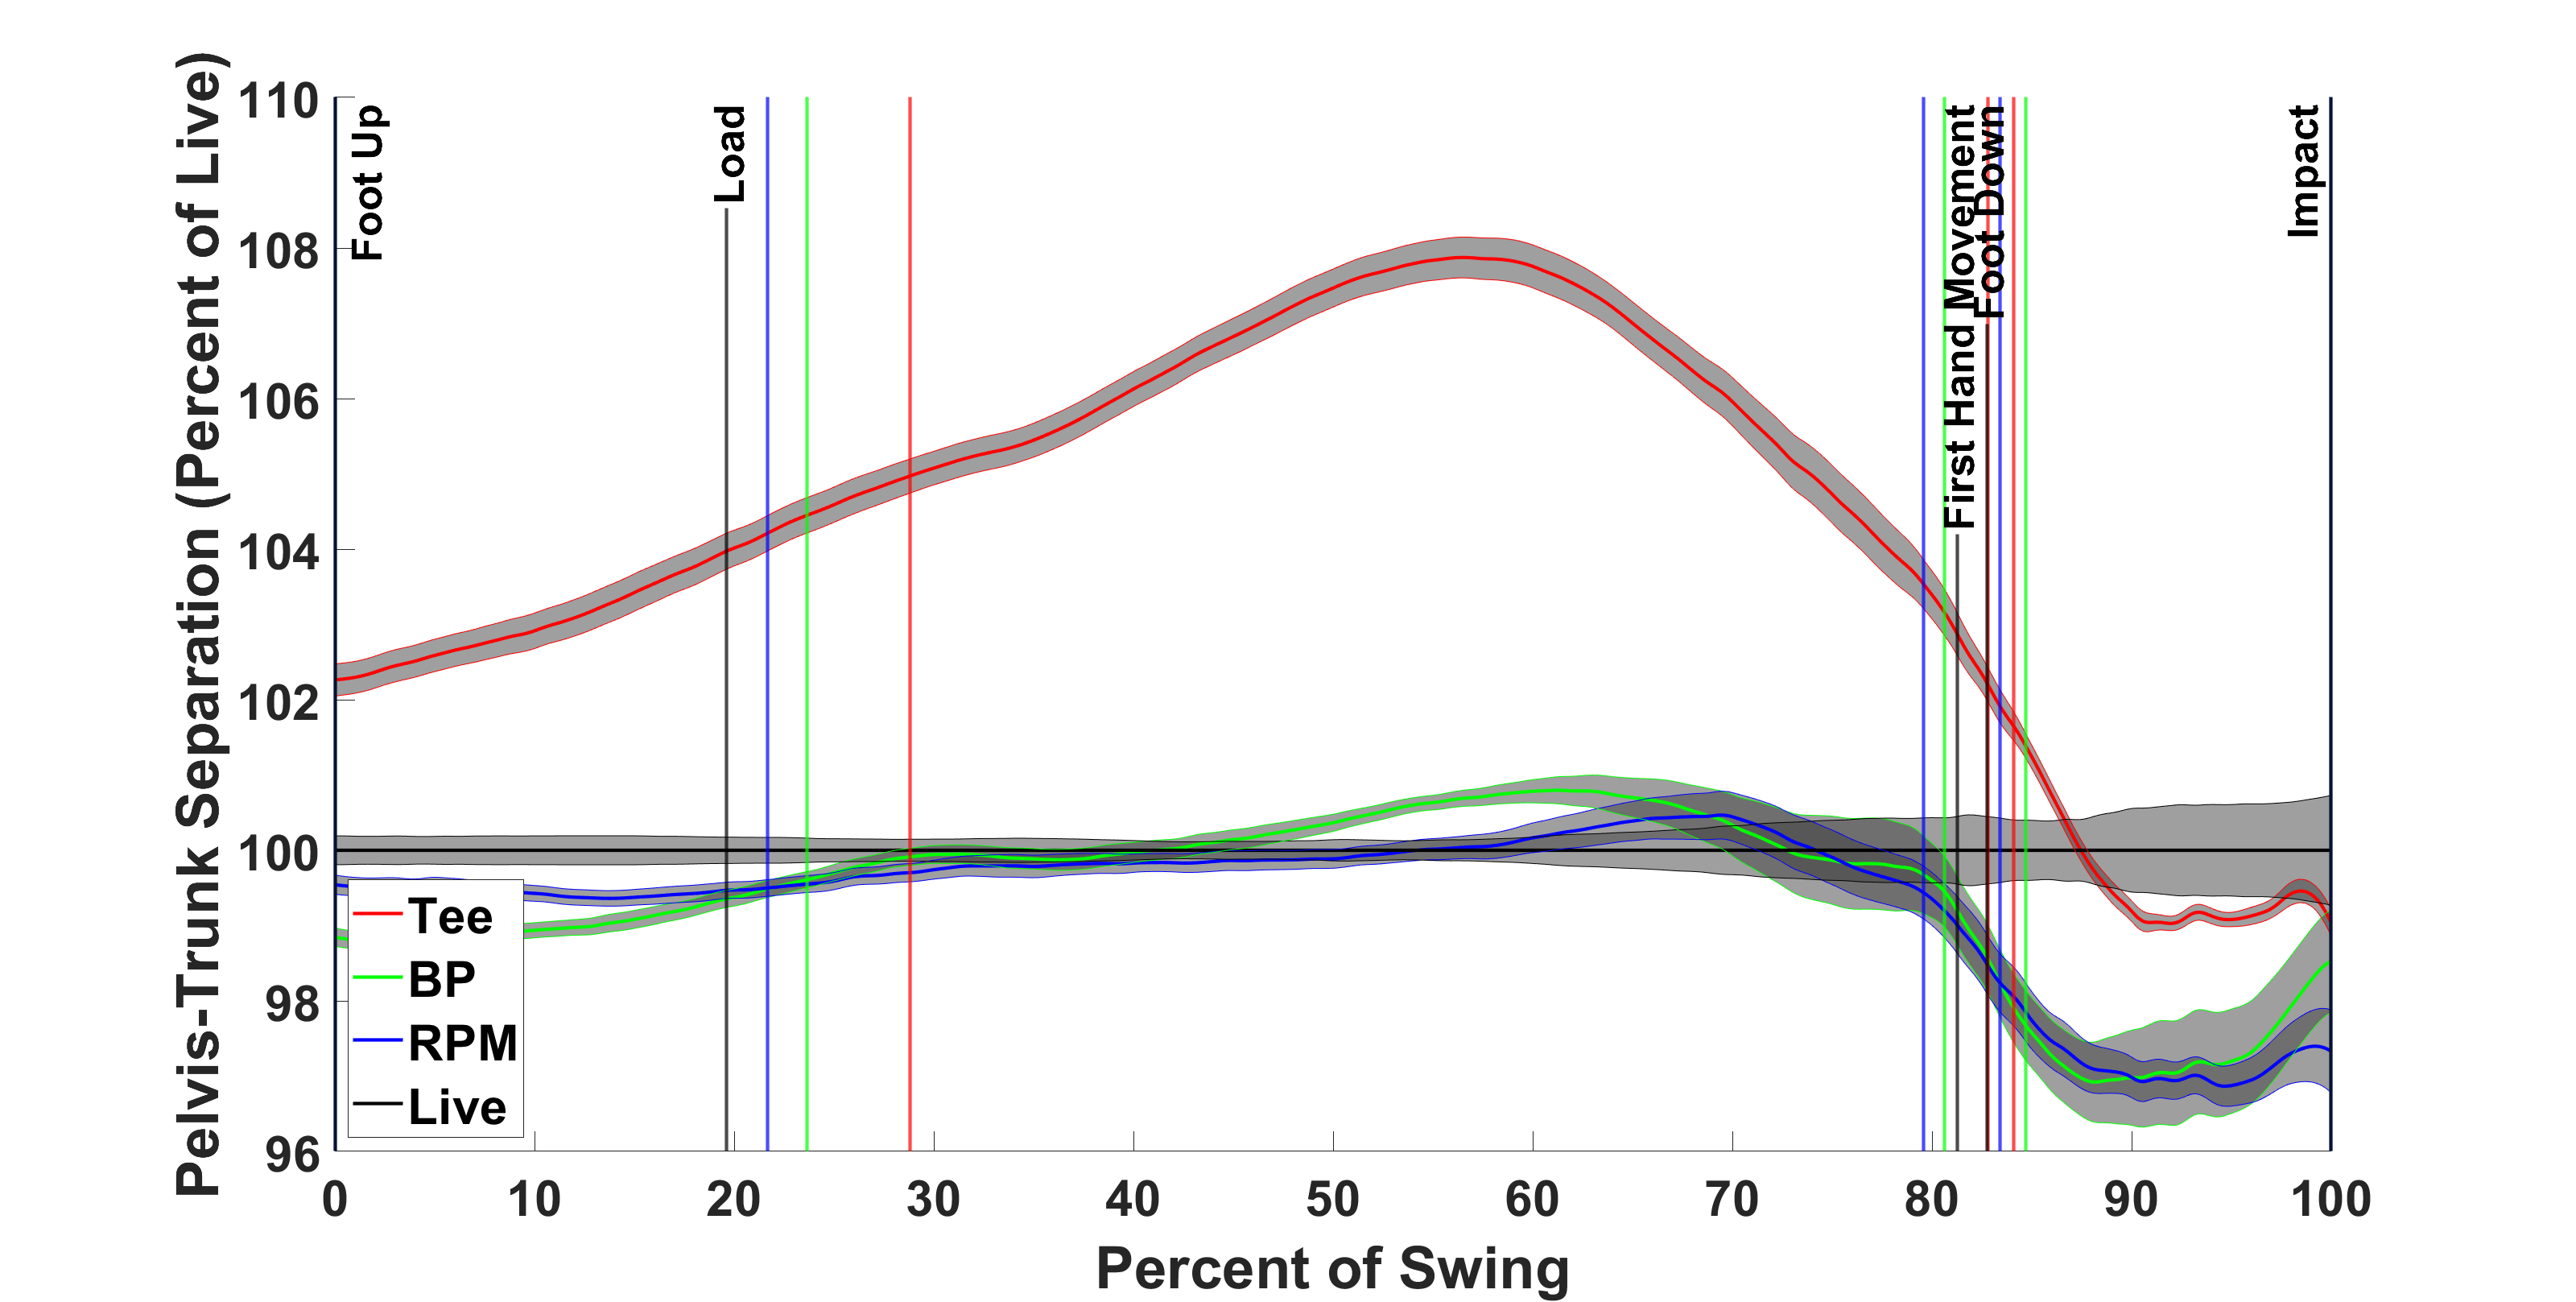 Pelvis-Trunk Separation (Percent of Live)
110
108
106
104
102
100
98
96
Foot Up
Load
First Hand Movement
Foot Down
Impact
Tee
BP
RPM
Live
0 10 20 30 40 50 60 70 80 90 100
Percent of Swing